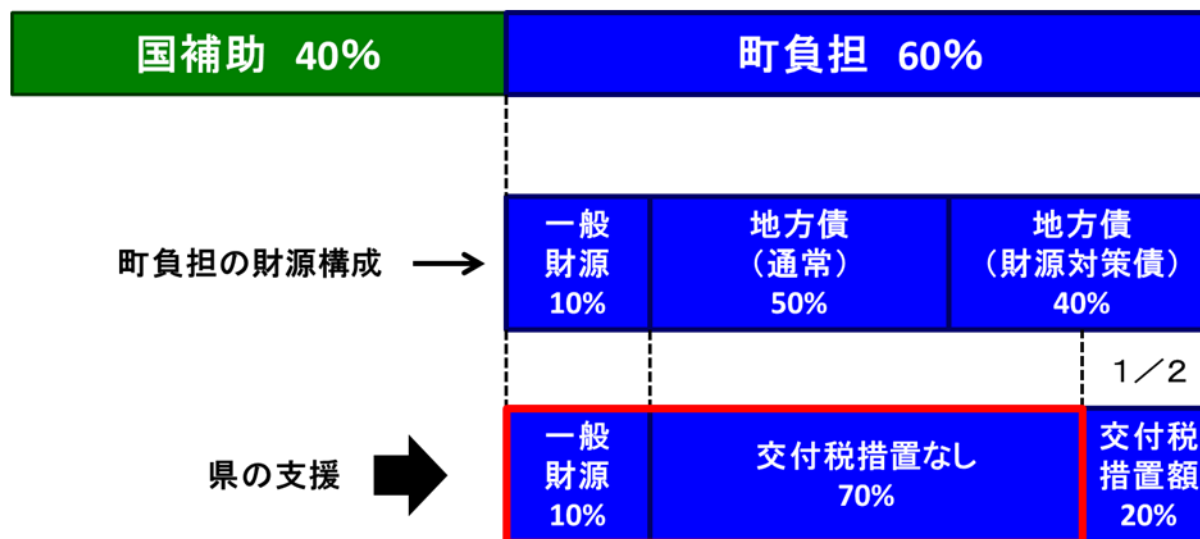 国補助 40%
町負担 60%
町負担の財源構成
一般
財源
10%
地方債
（通常）
50%
地方債
（財源対策債）
40%
1／2
県の支援
一般
財源
10%
交付税措置なし
70%
交付税
措置額
20%